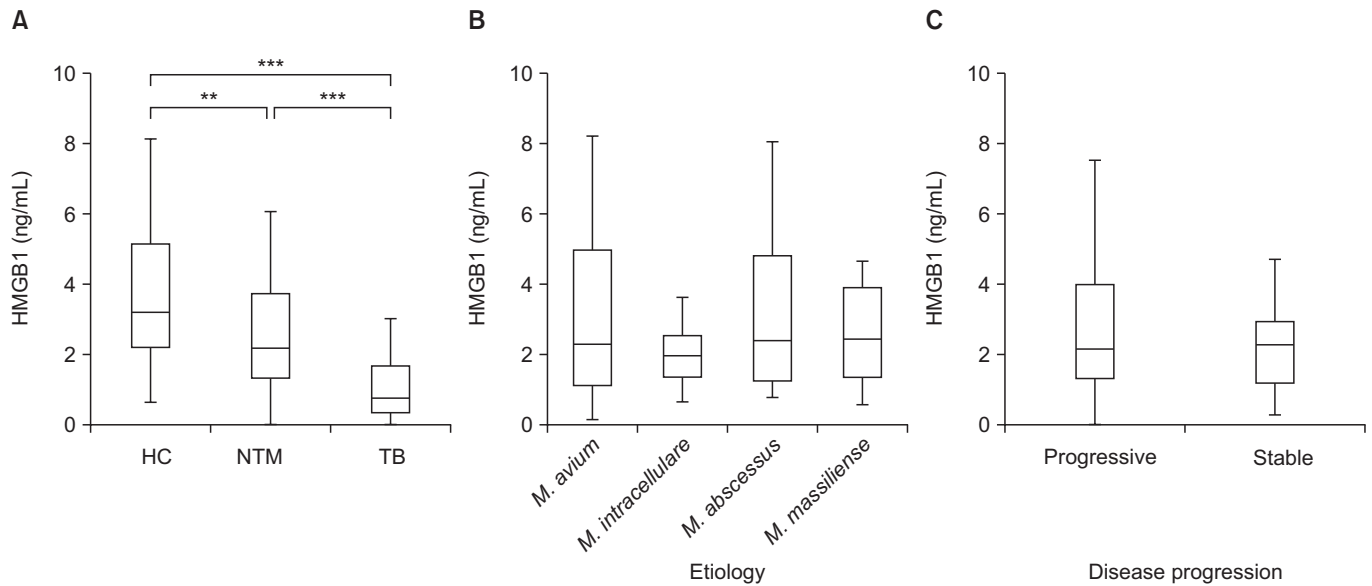 A
HMGB1 (ng/mL)
10
8
6
4
2
0
***
** ***
HC NTM TB
B
HMGB1 (ng/mL)
10
8
6
4
2
0
M. avium
M. intracellulare
M. abscessus
M. massiliense
Etiology
C
HMGB1 (ng/mL)
10
8
6
4
2
0
Progressive Stable
Disease progression